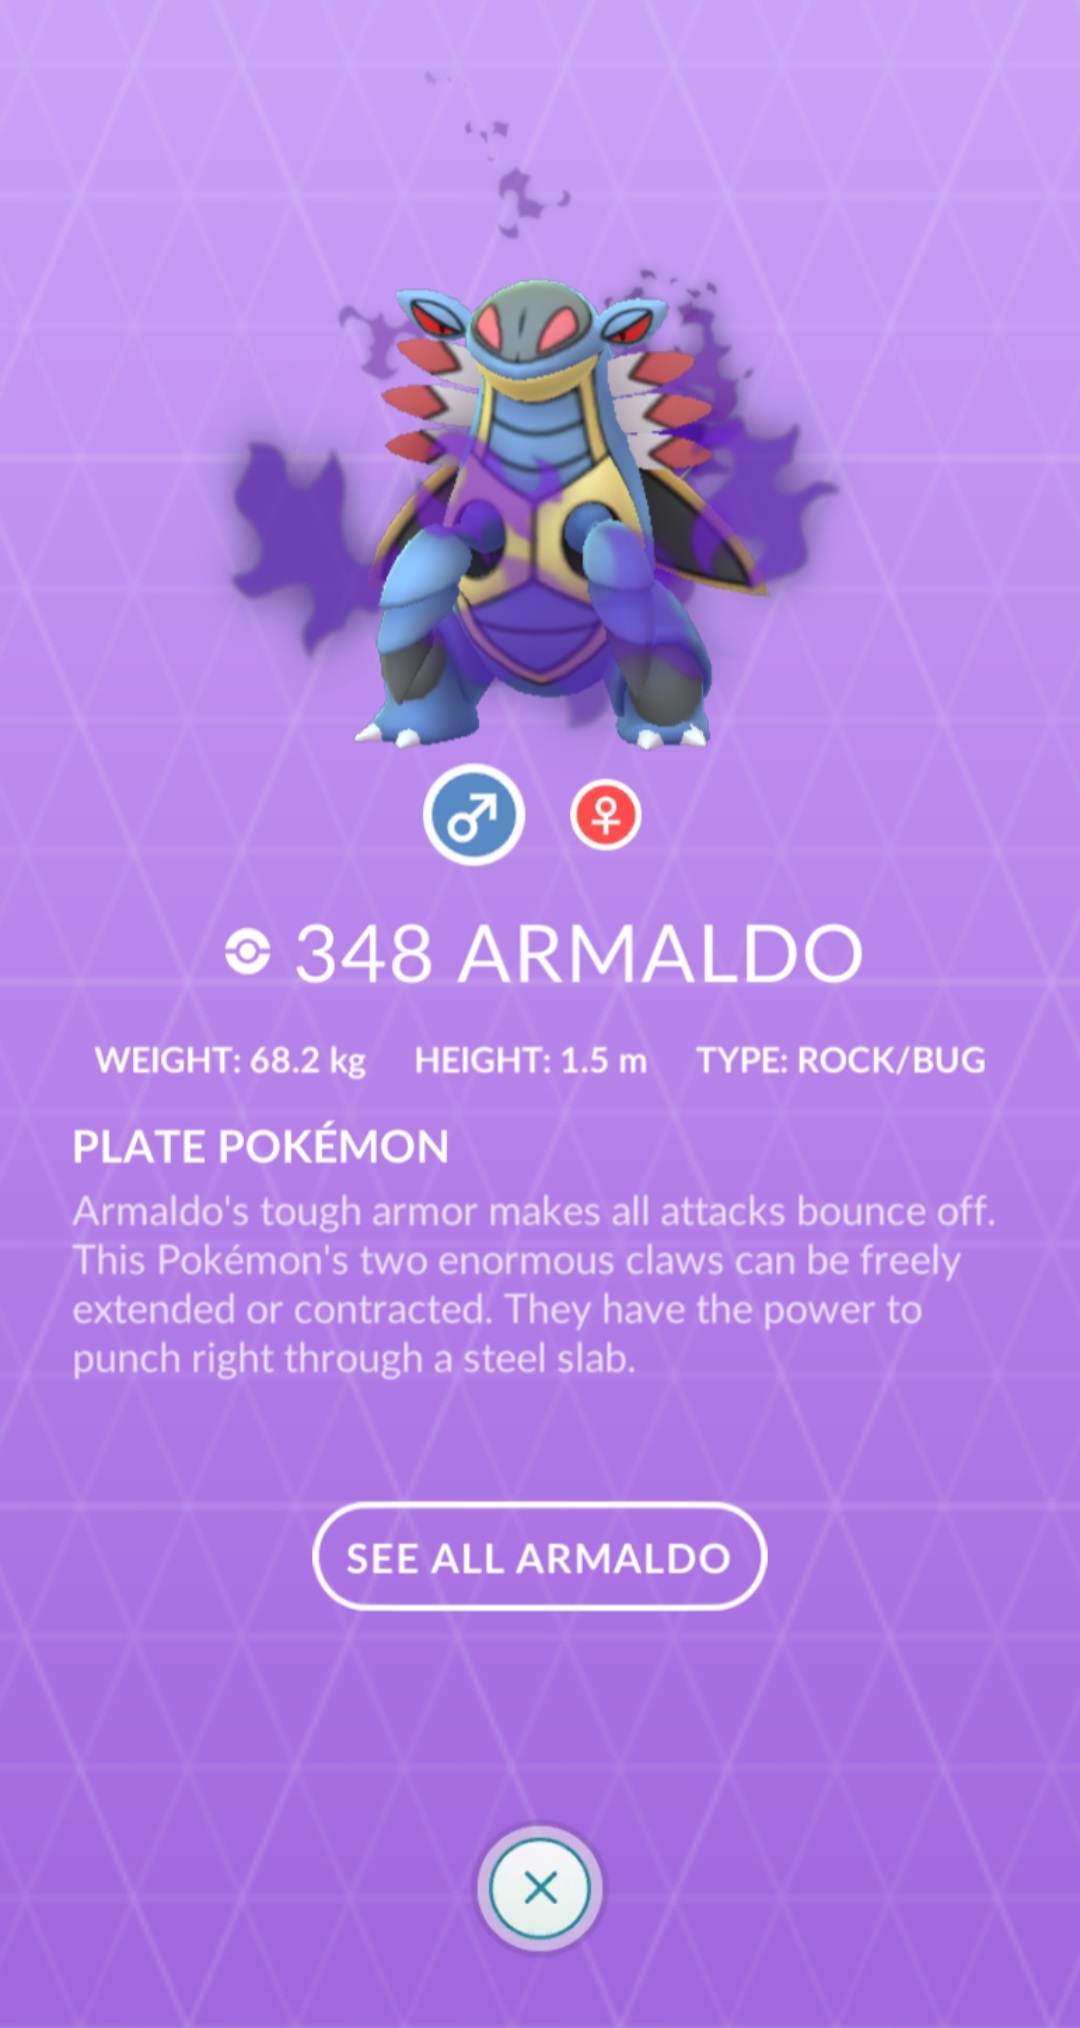 348 ARMALDO
WEIGHT: 68.2 kg HEIGHT: 1.5 m TYPE: ROCK/BUG
PLATE POKÉMON
Armaldo's tough armor makes all attacks bounce off.
This Pokémon's two enormous claws can be freely
extended or contracted. They have the power to
punch right through a steel slab.
SEE ALL ARMALDO